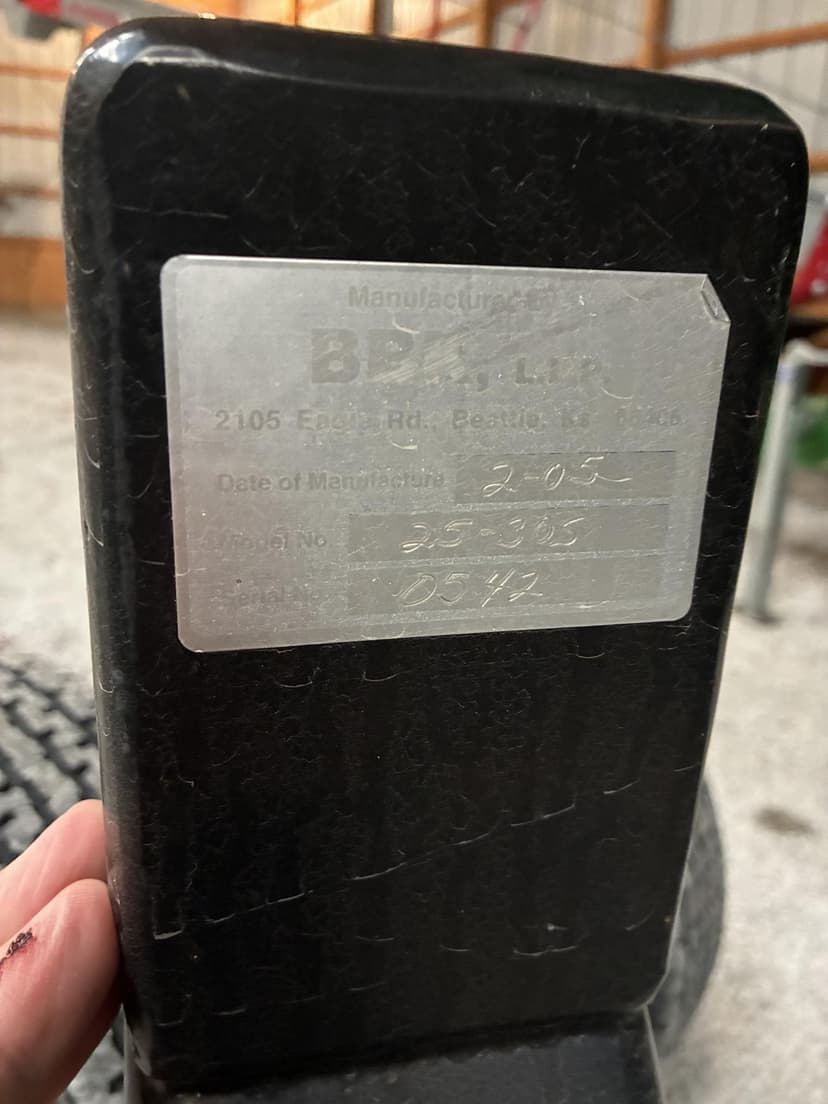 Manufactured By
L.L.P.
2105 Eagle Rd., Beattie, Ks 66406
Date of Manufacture 2-05
Model No. 25-305
Serial No. 0542